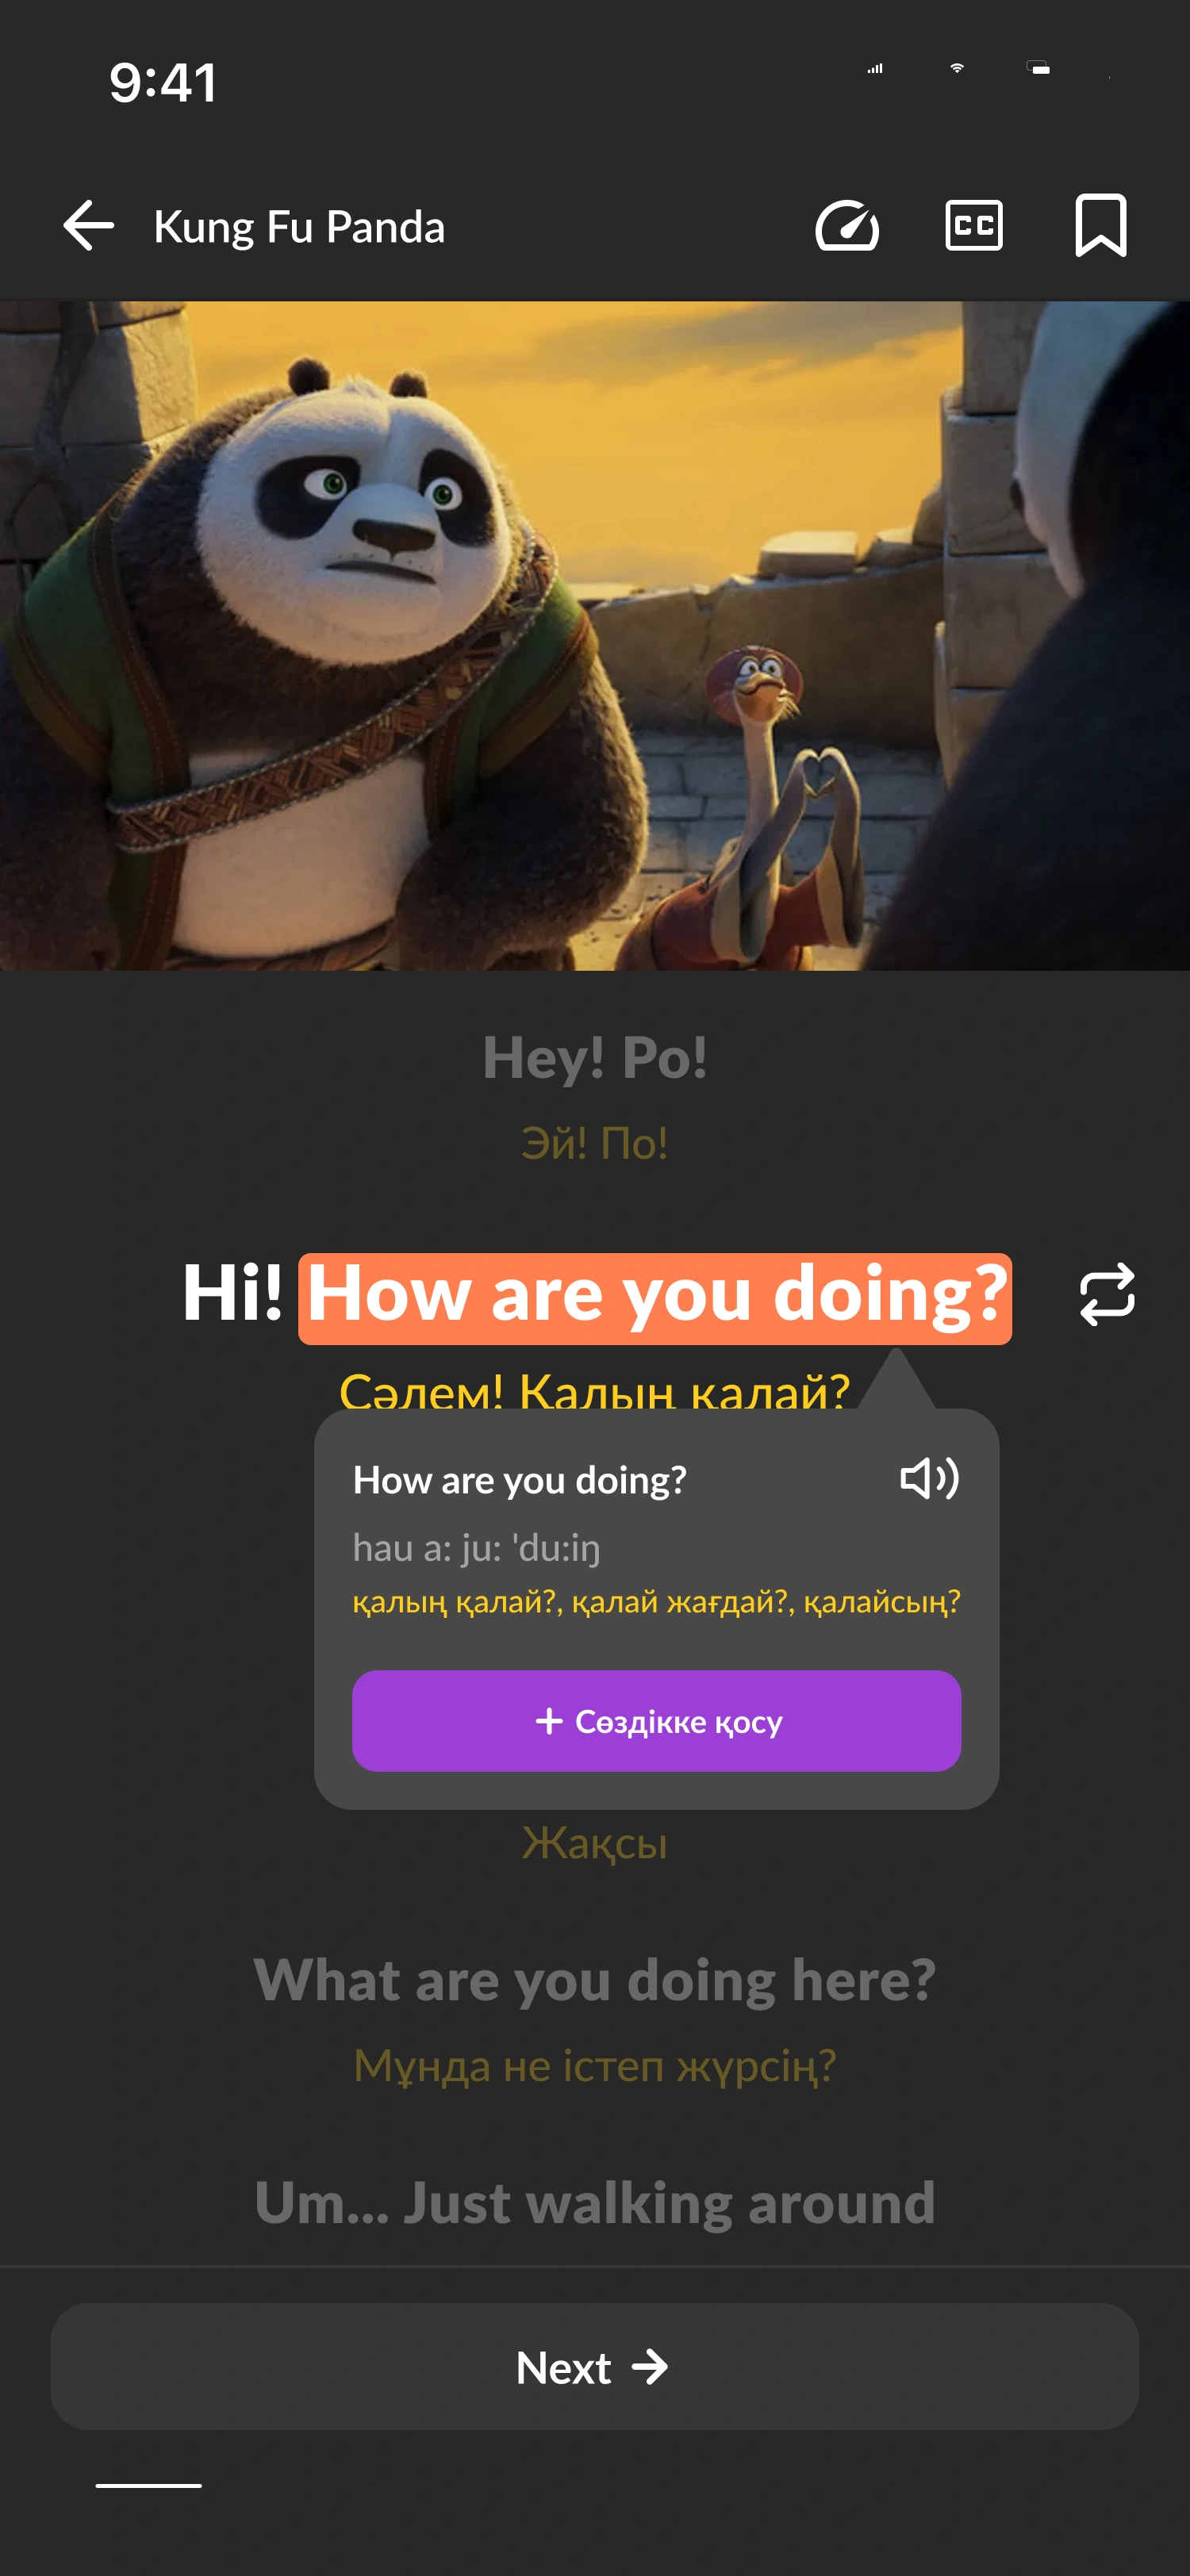 9:41
Kung Fu Panda
CC
Hey! Po!
Эй! По!
Hi! How are you doing?
Сәлем! Қалың қалай?
How are you doing?
hau a: ju: 'du:iŋ
қалың қалай?, қалай жағдай?, қалайсың?
+ Сөздікке қосу
Жақсы
What are you doing here?
Мұнда не істеп жүрсің?
Um... Just walking around
Next →